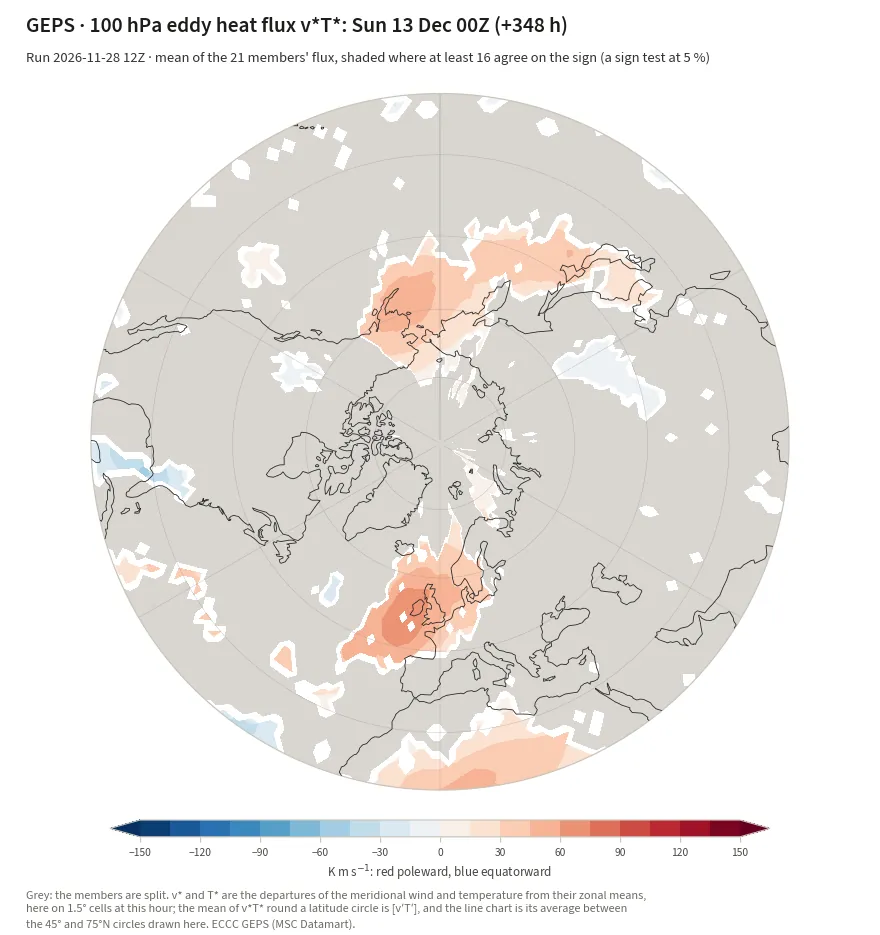 GEPS · 100 hPa eddy heat flux v*T*: Sun 13 Dec 00Z (+348 h)
Run 2026-11-28 12Z · mean of the 21 members' flux, shaded where at least 16 agree on the sign (a sign test at 5 %)
−150 −120 −90 −60 −30 0 30 60 90 120 150
K m s⁻¹: red poleward, blue equatorward
Grey: the members are split. v* and T* are the departures of the meridional wind and temperature from their zonal means,
here on 1.5° cells at this hour; the mean of v*T* round a latitude circle is [v'T'], and the line chart is its average between
the 45° and 75°N circles drawn here. ECCC GEPS (MSC Datamart).